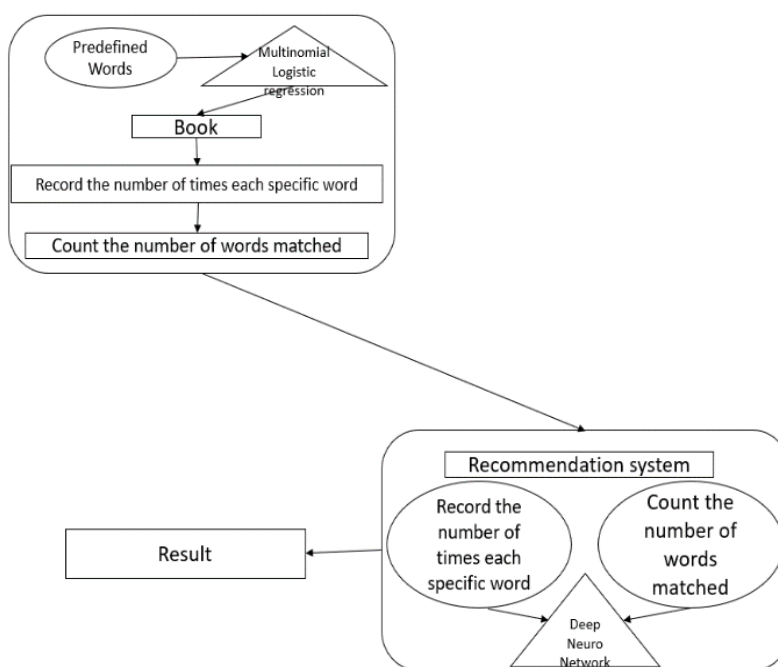 Predefined
Words
Multinomial
Logistic
regression
Book
Record the number of times each specific word
Count the number of words matched
Recommendation system
Record the
number of
times each
specific word
Count the
number of
words
matched
Result
Deep
Neuro
Network